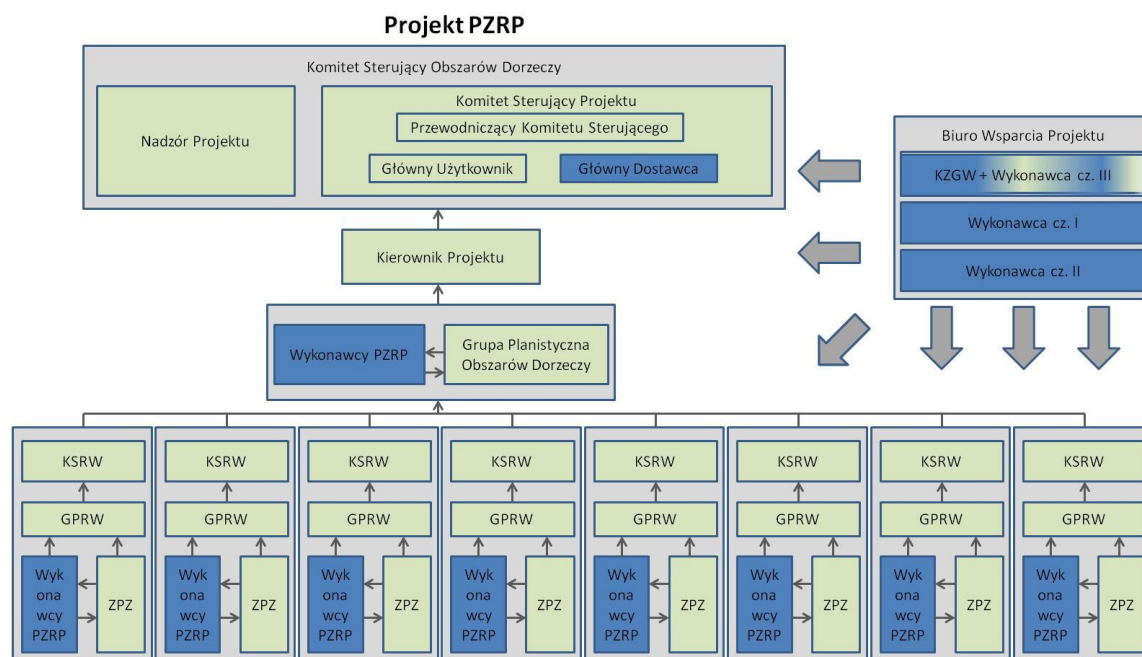 Projekt PZRP
Komitet Sterujący Obszarów Dorzeczy
Nadzór Projektu
Komitet Sterujący Projektu
Przewodniczący Komitetu Sterującego
Główny Użytkownik
Główny Dostawca
Biuro Wsparcia Projektu
KZGW + Wykonawca cz. III
Wykonawca cz. I
Wykonawca cz. II
Kierownik Projektu
Wykonawcy PZRP
Grupa Planistyczna
Obszarów Dorzeczy
KSRW
GPRW
Wyk
ona
wcy
PZRP
ZPZ
KSRW
GPRW
Wyk
ona
wcy
PZRP
ZPZ
KSRW
GPRW
Wyk
ona
wcy
PZRP
ZPZ
KSRW
GPRW
Wyk
ona
wcy
PZRP
ZPZ
KSRW
GPRW
Wyk
ona
wcy
PZRP
ZPZ
KSRW
GPRW
Wyk
ona
wcy
PZRP
ZPZ
KSRW
GPRW
Wyk
ona
wcy
PZRP
ZPZ
KSRW
GPRW
Wyk
ona
wcy
PZRP
ZPZ